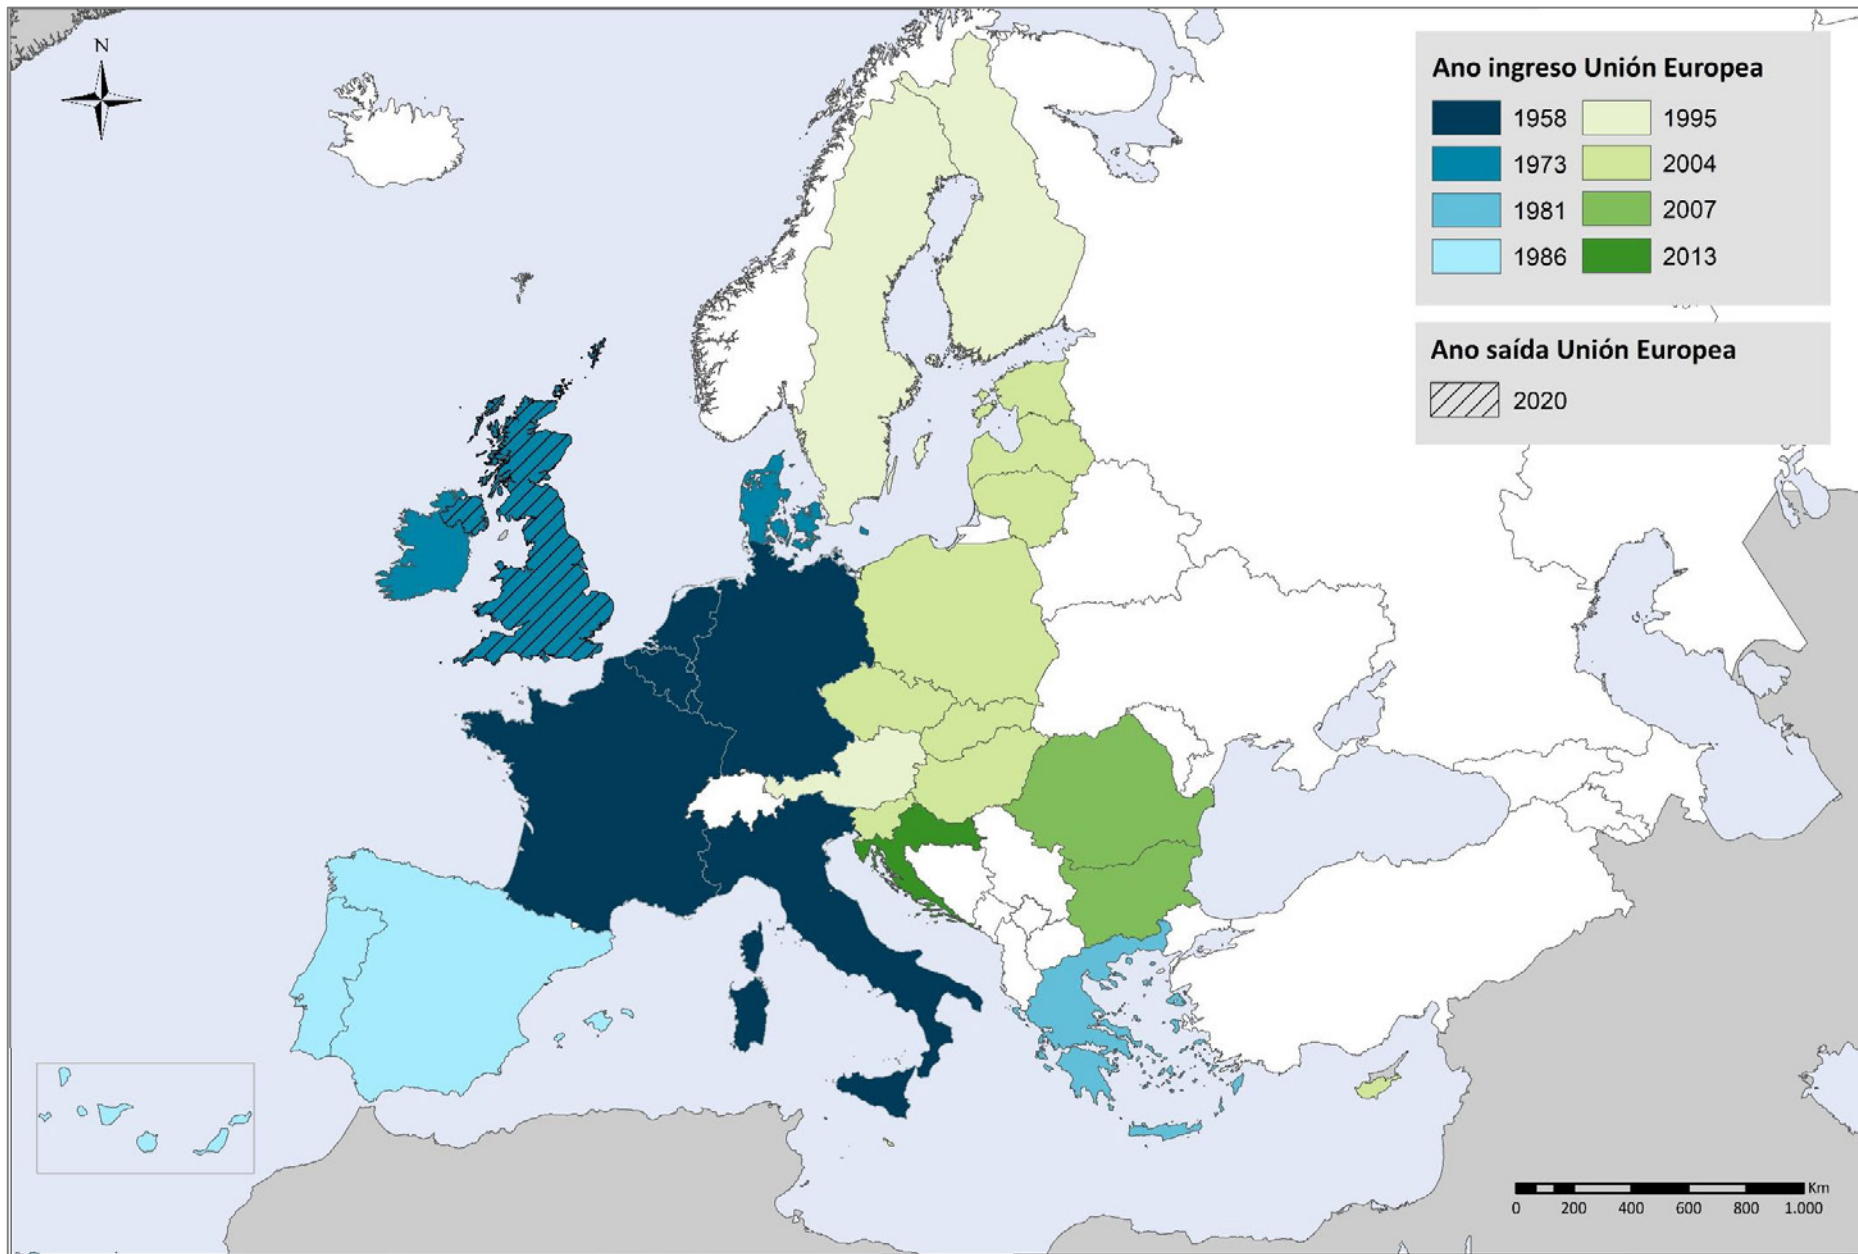 N
Ano ingreso Unión Europea
1958 1995
1973 2004
1981 2007
1986 2013
Ano saída Unión Europea
2020
Km
0 200 400 600 800 1.000